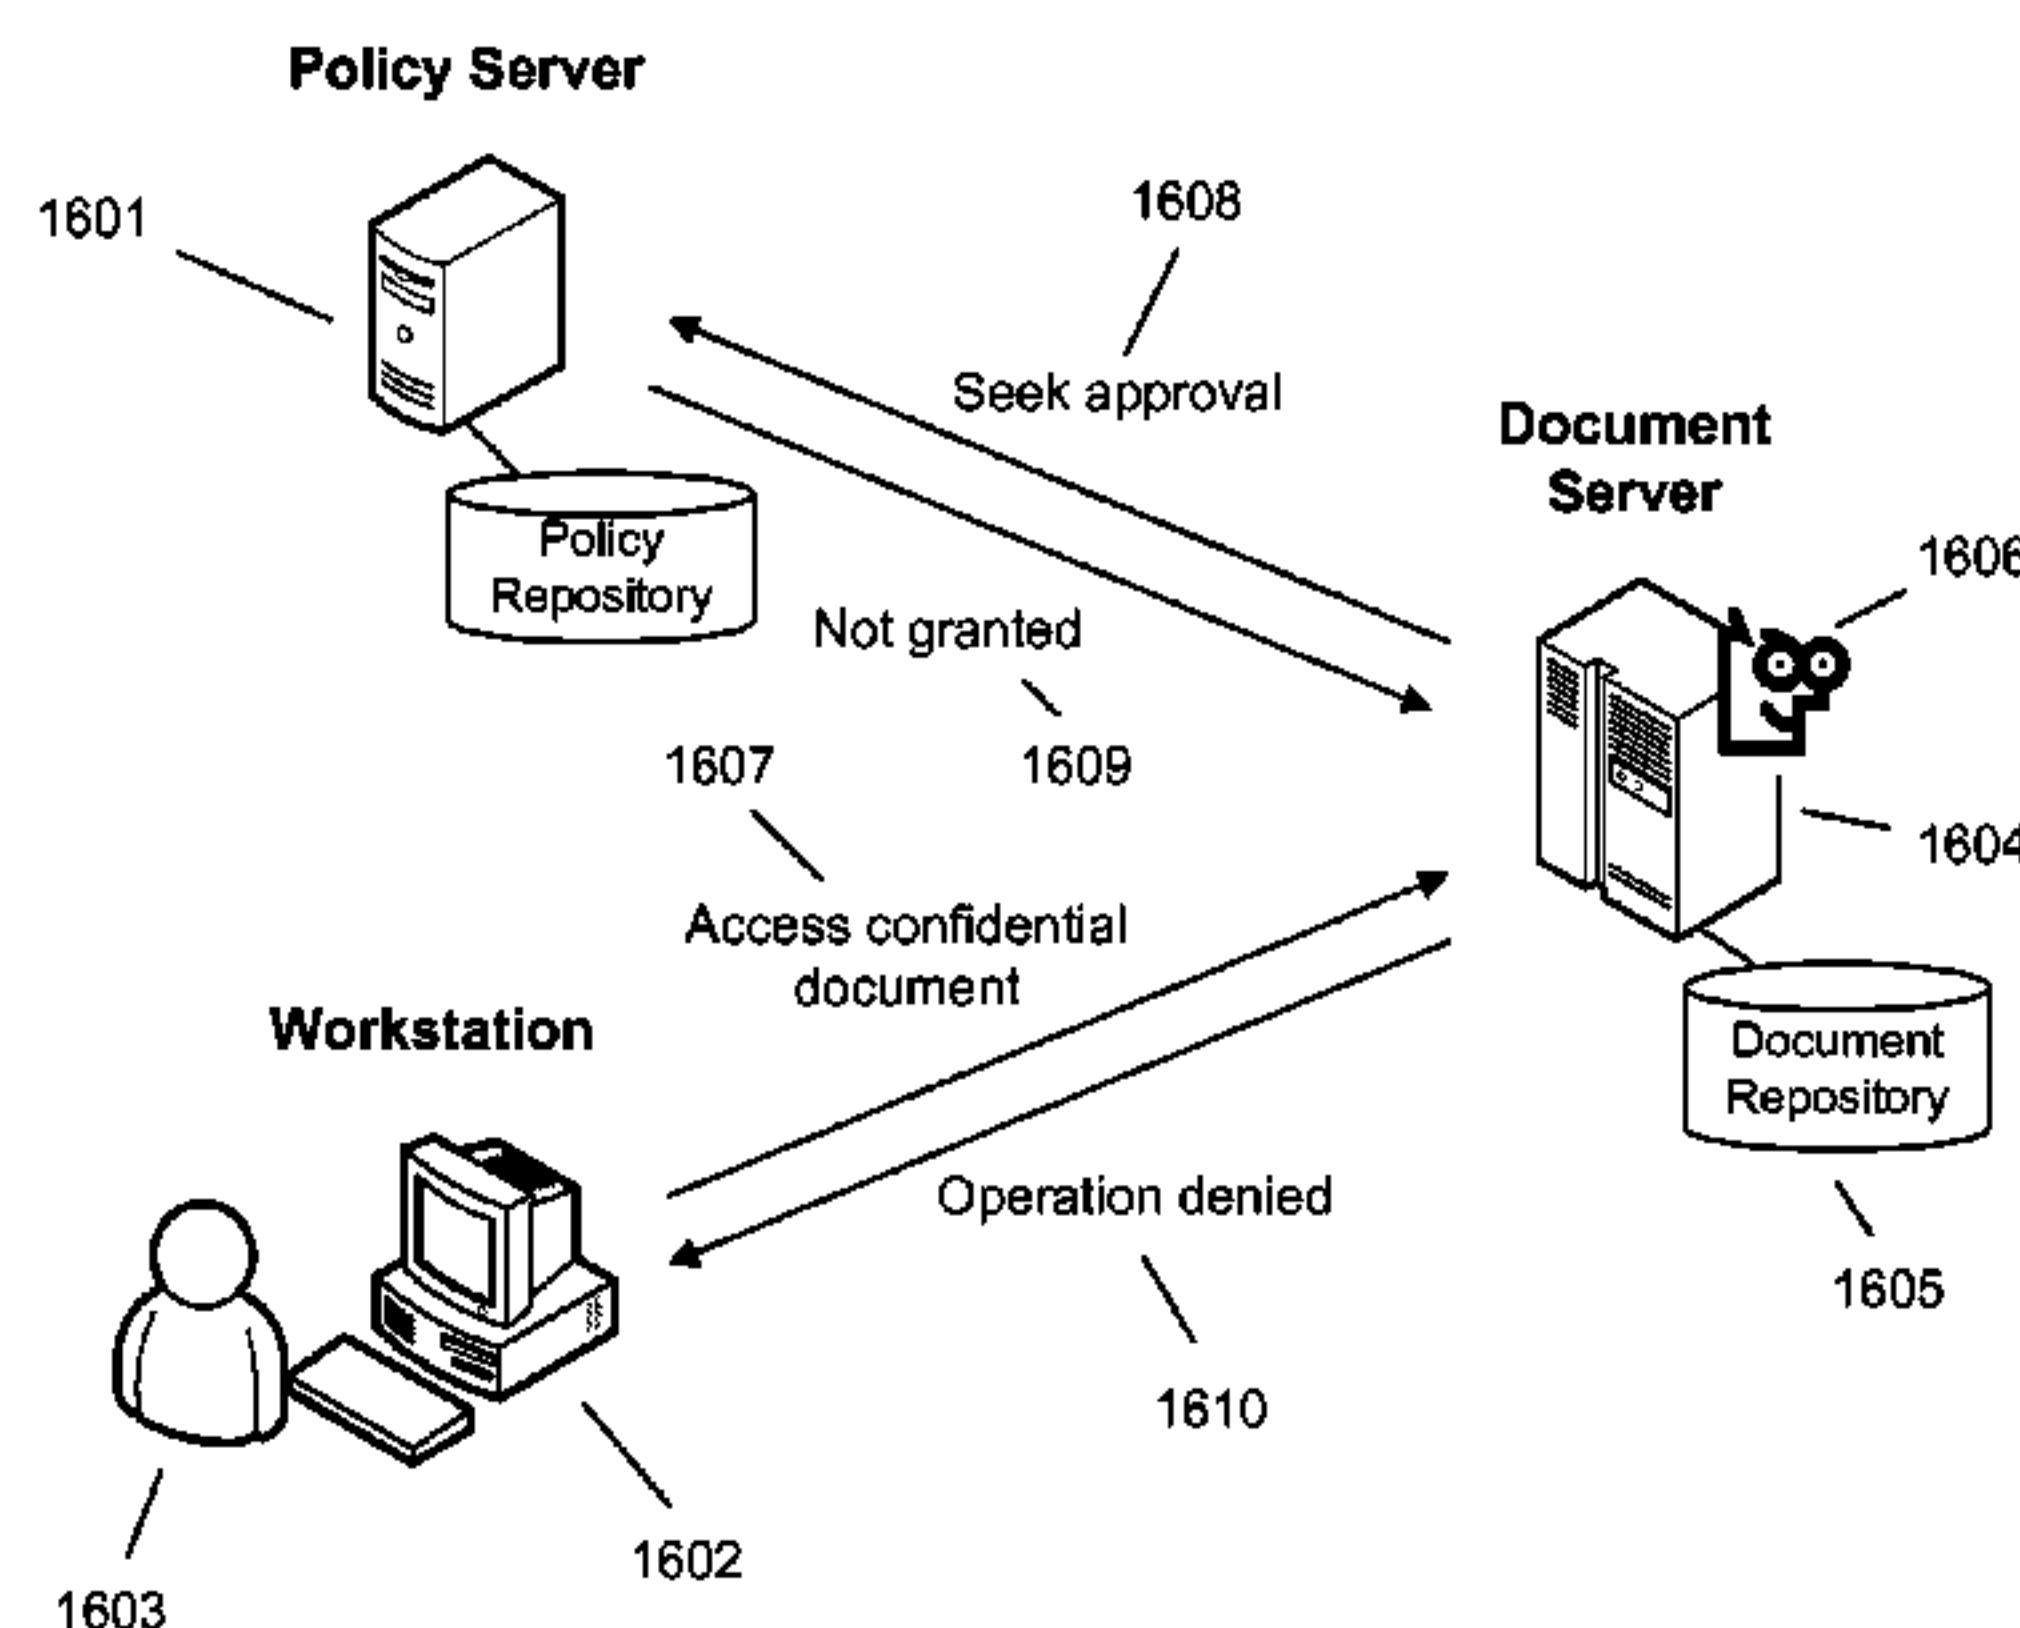 Policy Server
1601
1608
Seek approval
Document
Server
1606
Policy
Repository
Not granted
1607
1609
1604
Access confidential
document
Workstation
Document
Repository
Operation denied
1605
1610
1602
1603